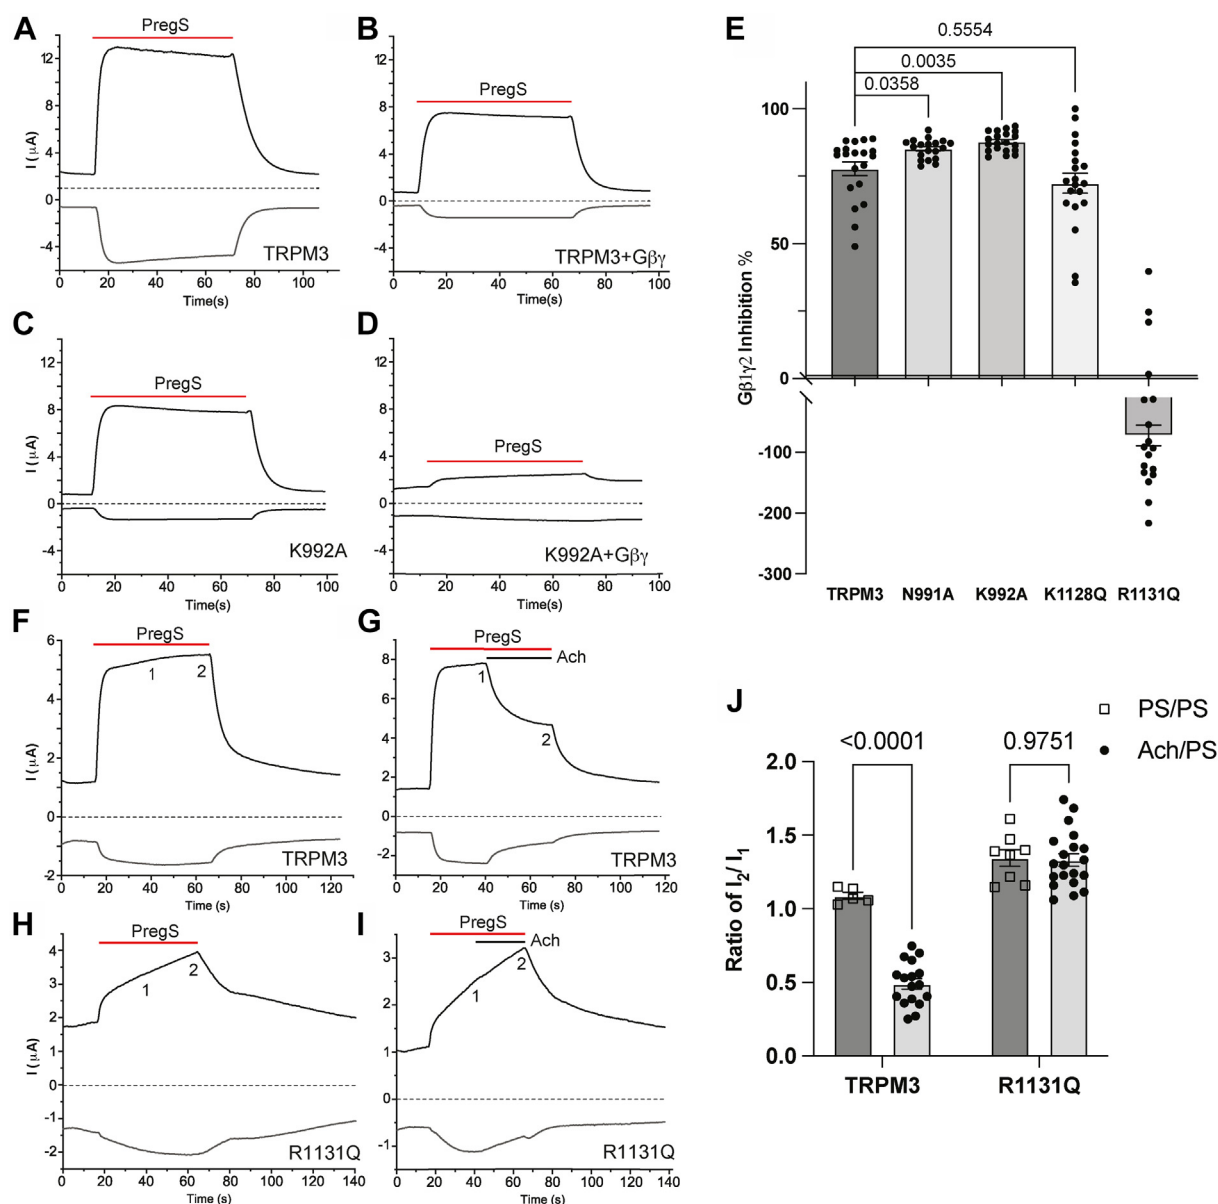 A
PregS
I (μA)
12
8
4
0
-4
TRPM3
0 20 40 60 80 100
Time(s)
B
PregS
12
8
4
0
-4
TRPM3+Gβγ
0 20 40 60 80 100
Time(s)
C
PregS
I (μA)
12
8
4
0
-4
K992A
0 20 40 60 80 100
Time(s)
D
PregS
12
8
4
0
-4
K992A+Gβγ
0 20 40 60 80 100
Time(s)
E
0.5554
0.0035
0.0358
Gβ1γ2 Inhibition %
100
50
0
-100
-200
-300
TRPM3 N991A K992A K1128Q R1131Q
F
PregS
I (μA)
6
4
2
0
-2
1
2
TRPM3
0 20 40 60 80 100 120
Time (s)
G
PregS
Ach
8
6
4
2
0
-2
1
2
TRPM3
0 20 40 60 80 100 120
Time (s)
H
PregS
I (μA)
4
3
2
1
0
-1
-2
1
2
R1131Q
0 20 40 60 80 100 120 140
Time (s)
I
PregS
Ach
3
2
1
0
-1
1
2
R1131Q
0 20 40 60 80 100 120 140
Time (s)
J
PS/PS
Ach/PS
<0.0001
0.9751
Ratio of I2/ I1
2.0
1.5
1.0
0.5
0.0
TRPM3
R1131Q